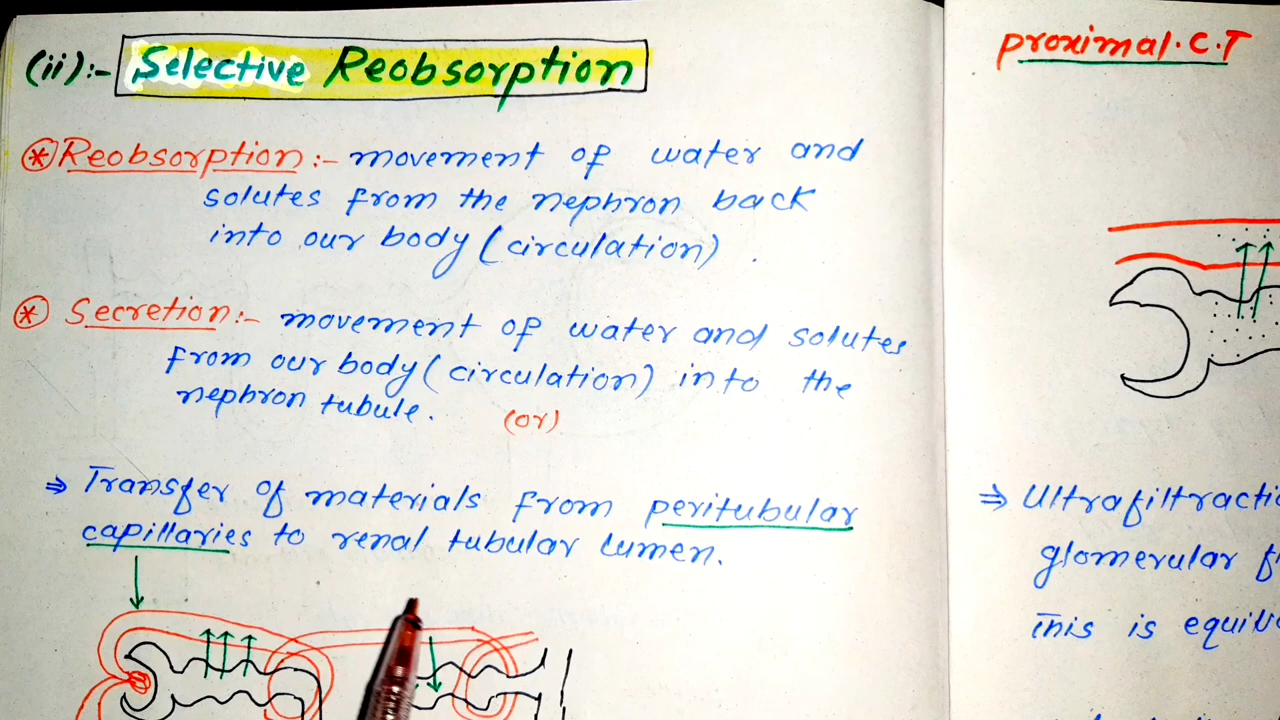 (ii):- Selective Reobsorption
* Reobsorption:- movement of water and
solutes from the nephron back
into our body (circulation).
* Secretion:- movement of water and solutes
from our body (circulation) into the
nephron tubule. (or)
⇒ Transfer of materials from peritubular
capillaries to renal tubular lumen.
proximal.C.T
⇒ Ultrafiltractio
glomerular f
This is equili